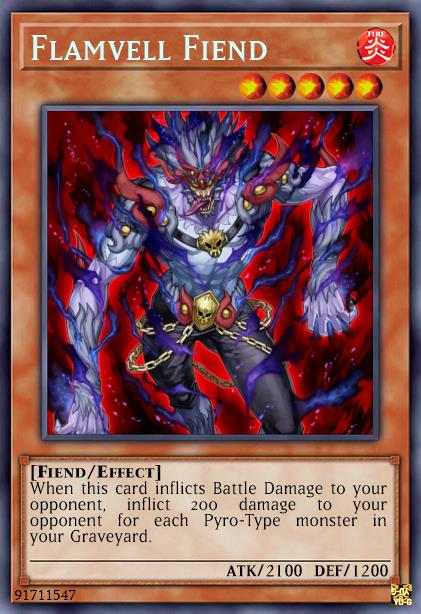 FLAMVELL FIEND
FIRE
炎
[FIEND/EFFECT]
When this card inflicts Battle Damage to your
opponent, inflict 200 damage to your
opponent for each Pyro-Type monster in
your Graveyard.
ATK/2100 DEF/1200
91711547